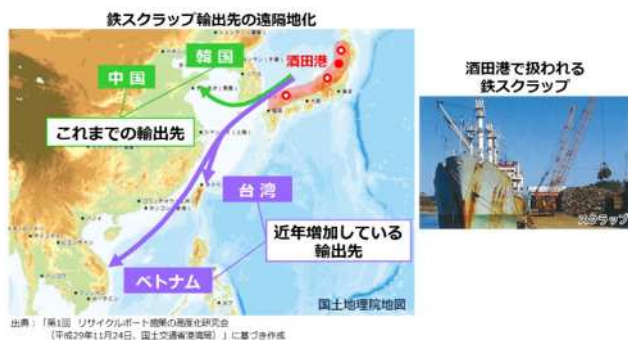 鉄スクラップ輸出先の遠隔地化
韓国
中国
酒田港
これまでの輸出先
台湾
近年増加している
輸出先
ベトナム
国土地理院地図
酒田港で扱われる
鉄スクラップ
スクラップ
出典:「第1回 リサイクルポート施策の高度化研究会
(平成29年11月24日、国土交通省港湾局)」に基づき作成